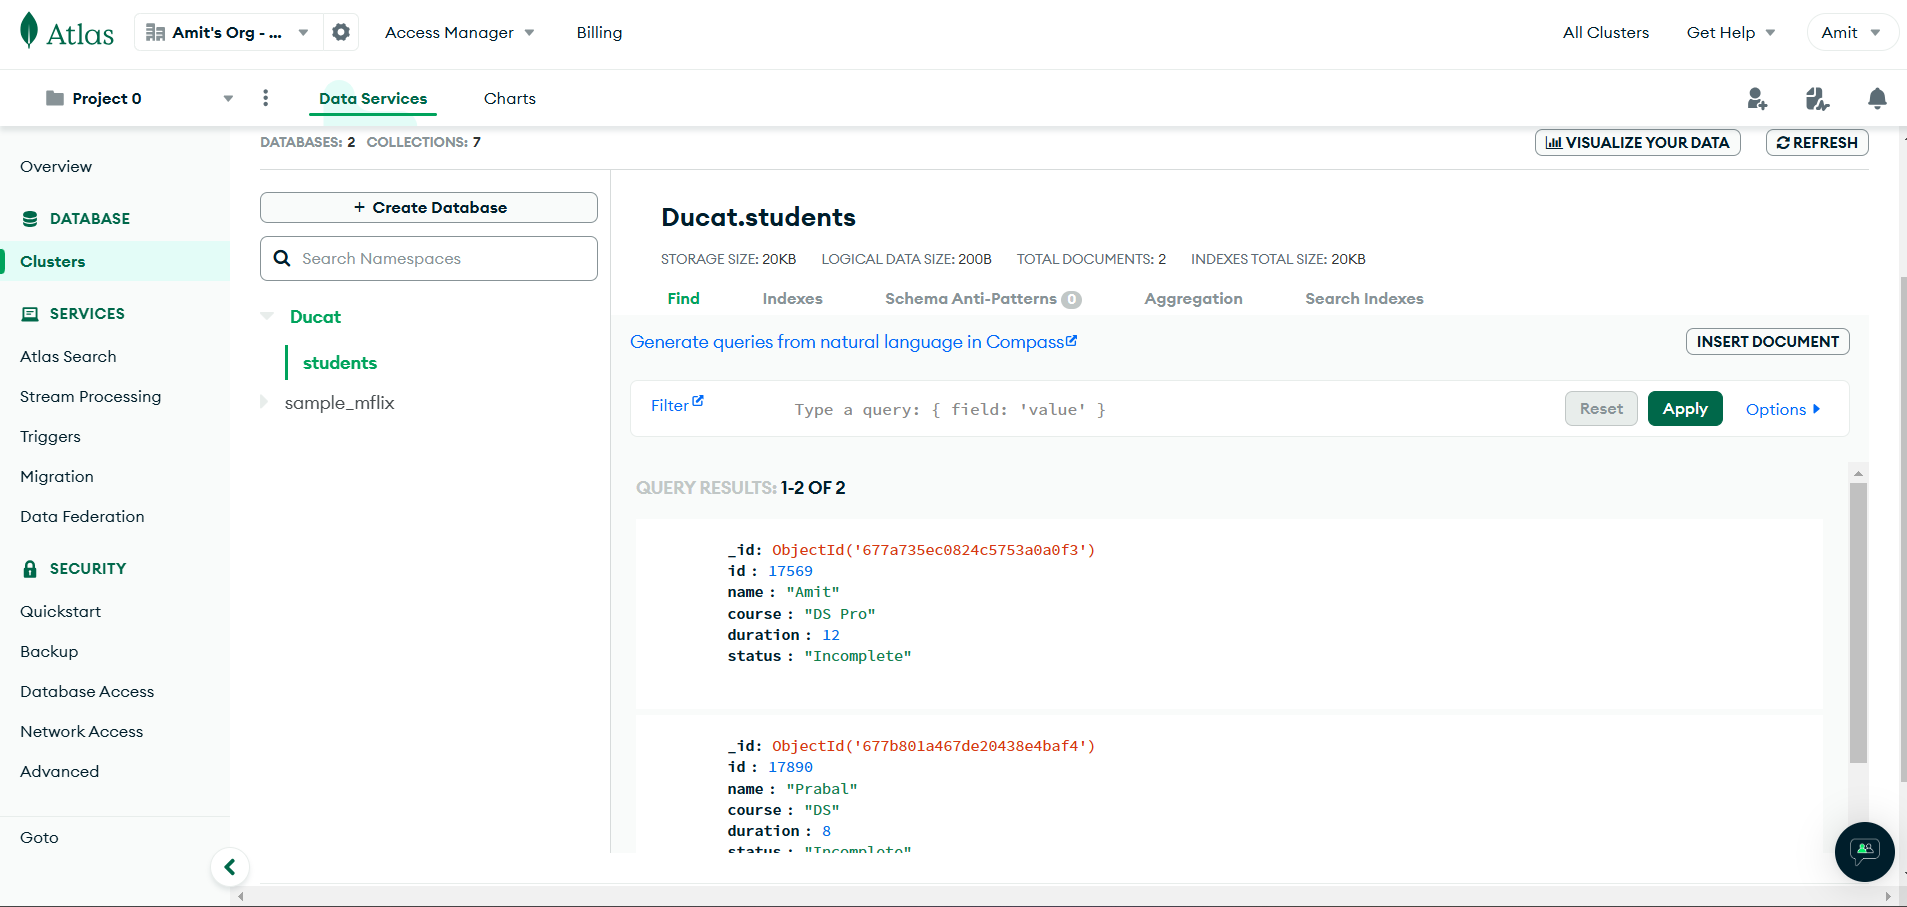 Atlas
Amit's Org - ...
Access Manager
Billing
All Clusters
Get Help
Amit
Project 0
Data Services
Charts
DATABASES: 2 COLLECTIONS: 7
VISUALIZE YOUR DATA
REFRESH
Overview
DATABASE
Clusters
SERVICES
Atlas Search
Stream Processing
Triggers
Migration
Data Federation
SECURITY
Quickstart
Backup
Database Access
Network Access
Advanced
Goto
+ Create Database
Search Namespaces
Ducat
students
sample_mflix
Ducat.students
STORAGE SIZE: 20KB LOGICAL DATA SIZE: 200B TOTAL DOCUMENTS: 2 INDEXES TOTAL SIZE: 20KB
Find Indexes Schema Anti-Patterns 0 Aggregation Search Indexes
Generate queries from natural language in Compass
INSERT DOCUMENT
Filter
Type a query: { field: 'value' }
Reset
Apply
Options
QUERY RESULTS: 1-2 OF 2
_id: ObjectId('677a735ec0824c5753a0a0f3')
id : 17569
name : "Amit"
course : "DS Pro"
duration : 12
status : "Incomplete"
_id: ObjectId('677b801a467de20438e4baf4')
id : 17890
name : "Prabal"
course : "DS"
duration : 8
status : "Incomplete"